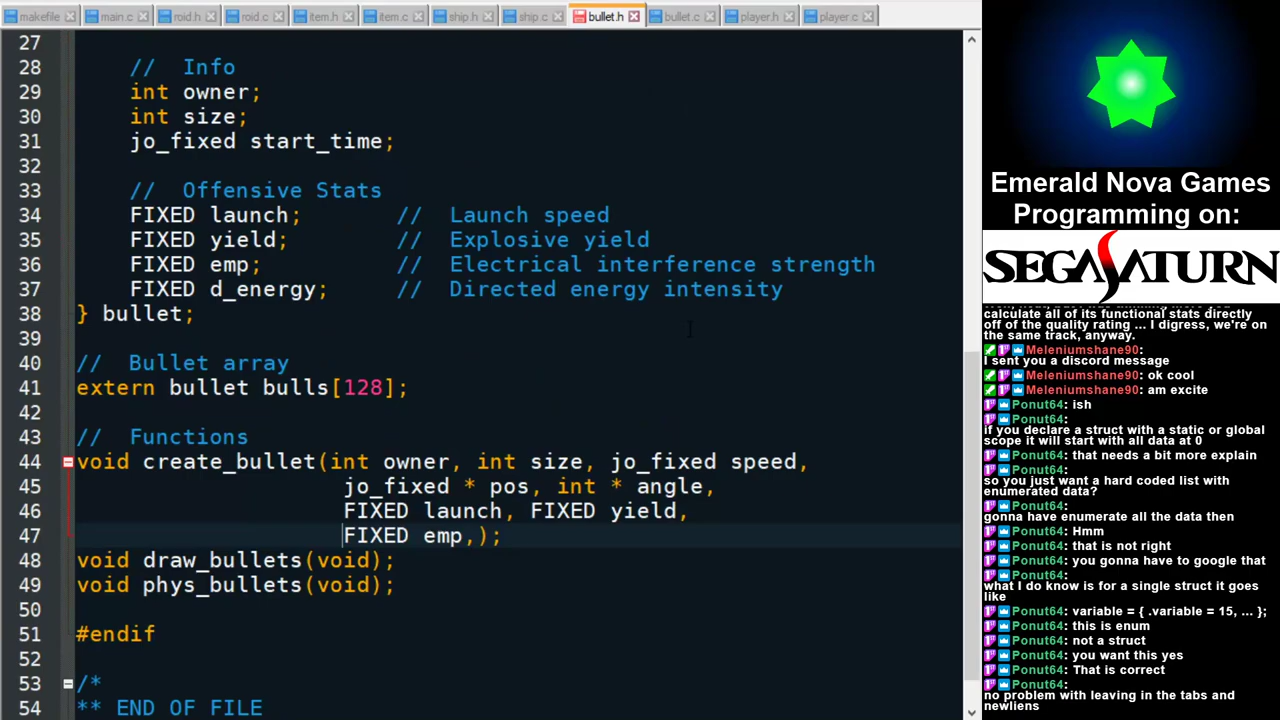 makefile main.c roid.h roid.c item.h item.c ship.h ship.c bullet.h bullet.c player.h player.c
27
28 // Info
29 int owner;
30 int size;
31 jo_fixed start_time;
32
33 // Offensive Stats
34 FIXED launch; // Launch speed
35 FIXED yield; // Explosive yield
36 FIXED emp; // Electrical interference strength
37 FIXED d_energy; // Directed energy intensity
38 } bullet;
39
40 // Bullet array
41 extern bullet bulls[128];
42
43 // Functions
44 void create_bullet(int owner, int size, jo_fixed speed,
45 jo_fixed * pos, int * angle,
46 FIXED launch, FIXED yield,
47 FIXED emp,);
48 void draw_bullets(void);
49 void phys_bullets(void);
50
51 #endif
52
53 /*
54 ** END OF FILE
Emerald Nova Games
Programming on:
SEGA SATURN
calculate all of its functional stats directly
off of the quality rating ... I digress, we're on
the same track, anyway.
Meleniumshane90:
I sent you a discord message
Meleniumshane90: ok cool
Meleniumshane90: am excite
Ponut64: ish
Ponut64:
if you declare a struct with a static or global
scope it will start with all data at 0
Ponut64: that needs a bit more explain
Ponut64:
so you just want a hard coded list with
enumerated data?
Ponut64:
gonna have enumerate all the data then
Ponut64: Hmm
Ponut64: that is not right
Ponut64: you gonna have to google that
Ponut64:
what I do know is for a single struct it goes
like
Ponut64: variable = { .variable = 15, ... };
Ponut64: this is enum
Ponut64: not a struct
Ponut64: you want this yes
Ponut64: That is correct
Ponut64:
no problem with leaving in the tabs and
newliens